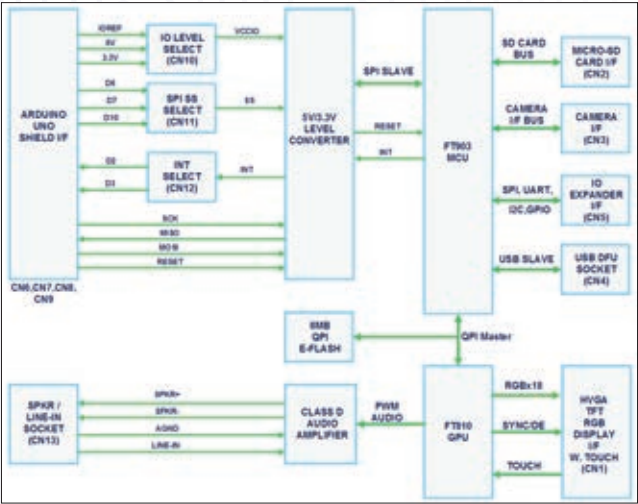 IOREF
5V
3.3V
IO LEVEL
SELECT
(CN10)
VCCIO
D6
D7
D10
SPI SS
SELECT
(CN11)
SS
D2
D3
INT
SELECT
(CN12)
INT
ARDUINO
UNO
SHIELD I/F
SCK
MISO
MOSI
RESET
CN6,CN7,CN8,
CN9
5V/3.3V
LEVEL
CONVERTER
SPI SLAVE
RESET
INT
FT903
MCU
SD CARD
BUS
MICRO-SD
CARD I/F
(CN2)
CAMERA
I/F BUS
CAMERA
I/F
(CN3)
SPI, UART,
I2C,GPIO
IO
EXPANDER
I/F
(CN5)
USB SLAVE
USB DFU
SOCKET
(CN4)
QPI
E-FLASH
QPI Master
SPKR /
LINE-IN
SOCKET
(CN13)
SPKR+
SPKR-
AGND
LINE-IN
CLASS D
AUDIO
AMPLIFIER
PWM
AUDIO
FT810
GPU
RGBx18
SYNC/DE
TOUCH
HVGA
TFT
RGB
DISPLAY
I/F
W. TOUCH
(CN1)